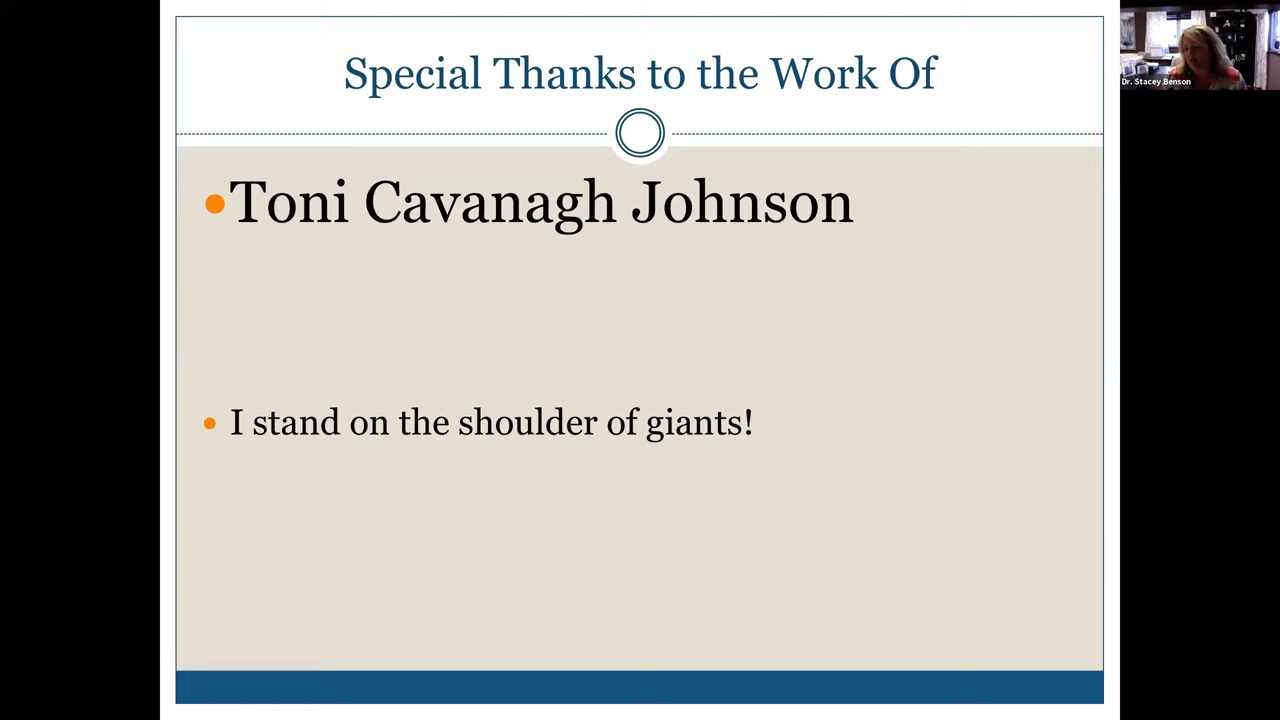 Special Thanks to the Work Of
Dr. Stacey Benson
•Toni Cavanagh Johnson
• I stand on the shoulder of giants!